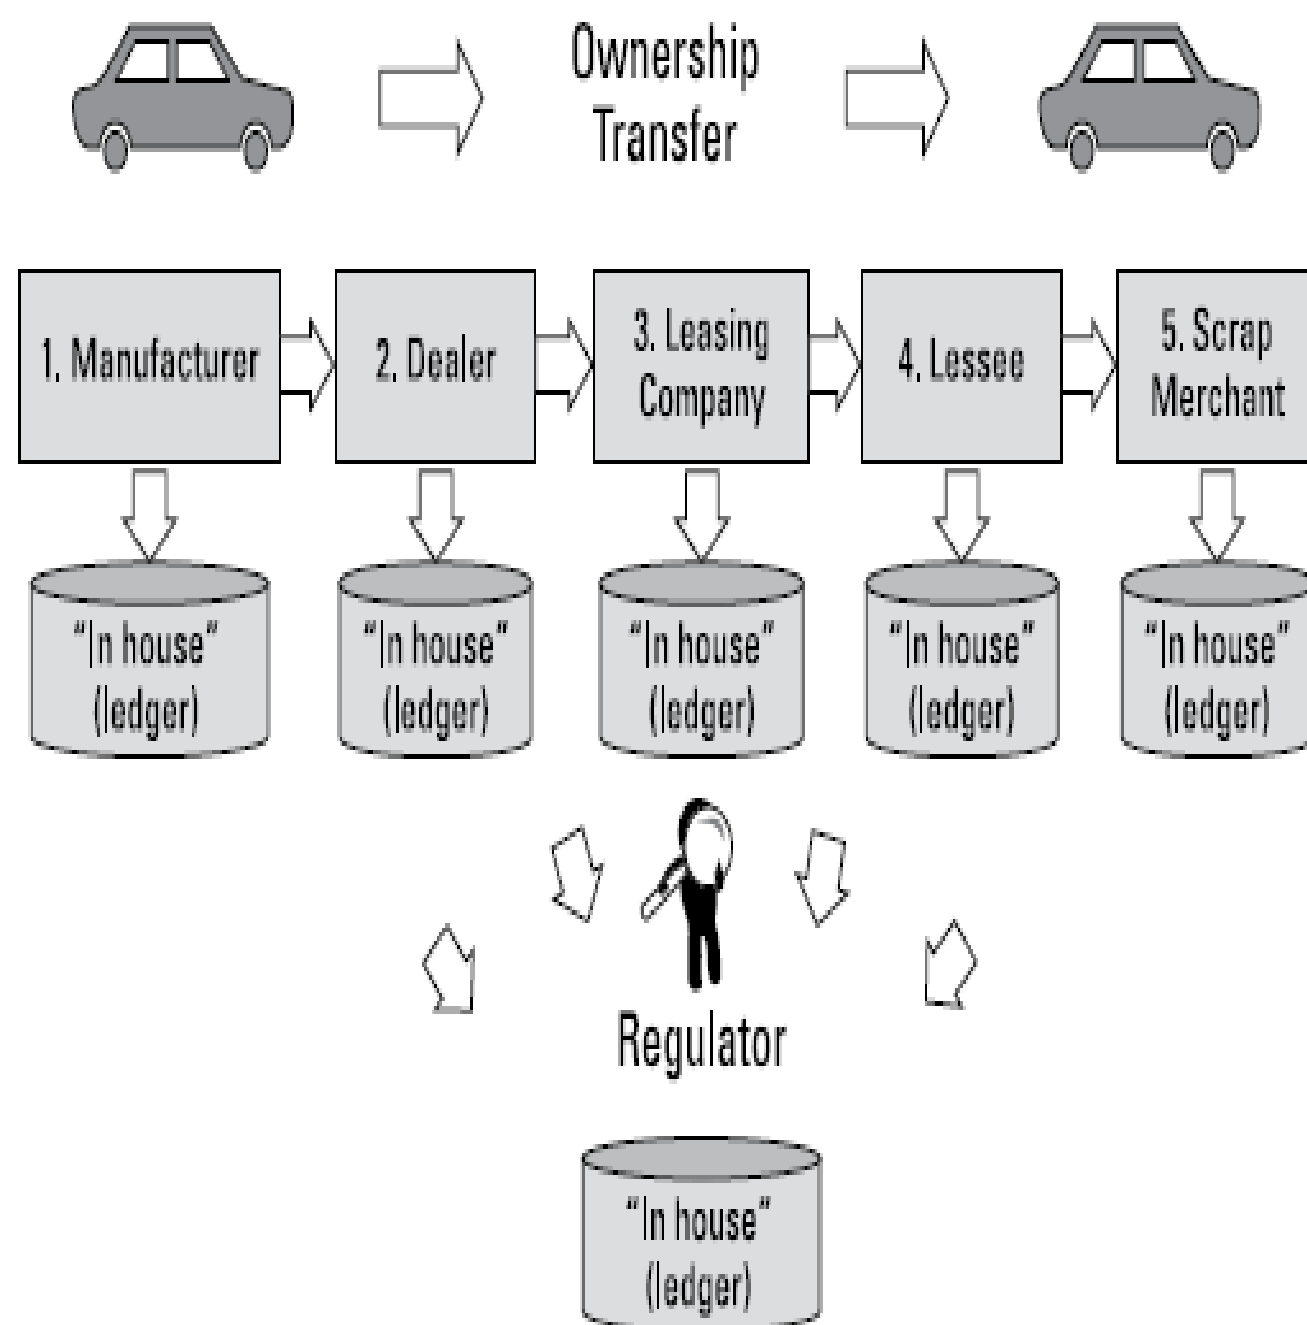 Ownership
Transfer
1. Manufacturer
2. Dealer
3. Leasing
Company
4. Lessee
5. Scrap
Merchant
“In house”
(ledger)
“In house”
(ledger)
“In house”
(ledger)
“In house”
(ledger)
“In house”
(ledger)
Regulator
“In house”
(ledger)